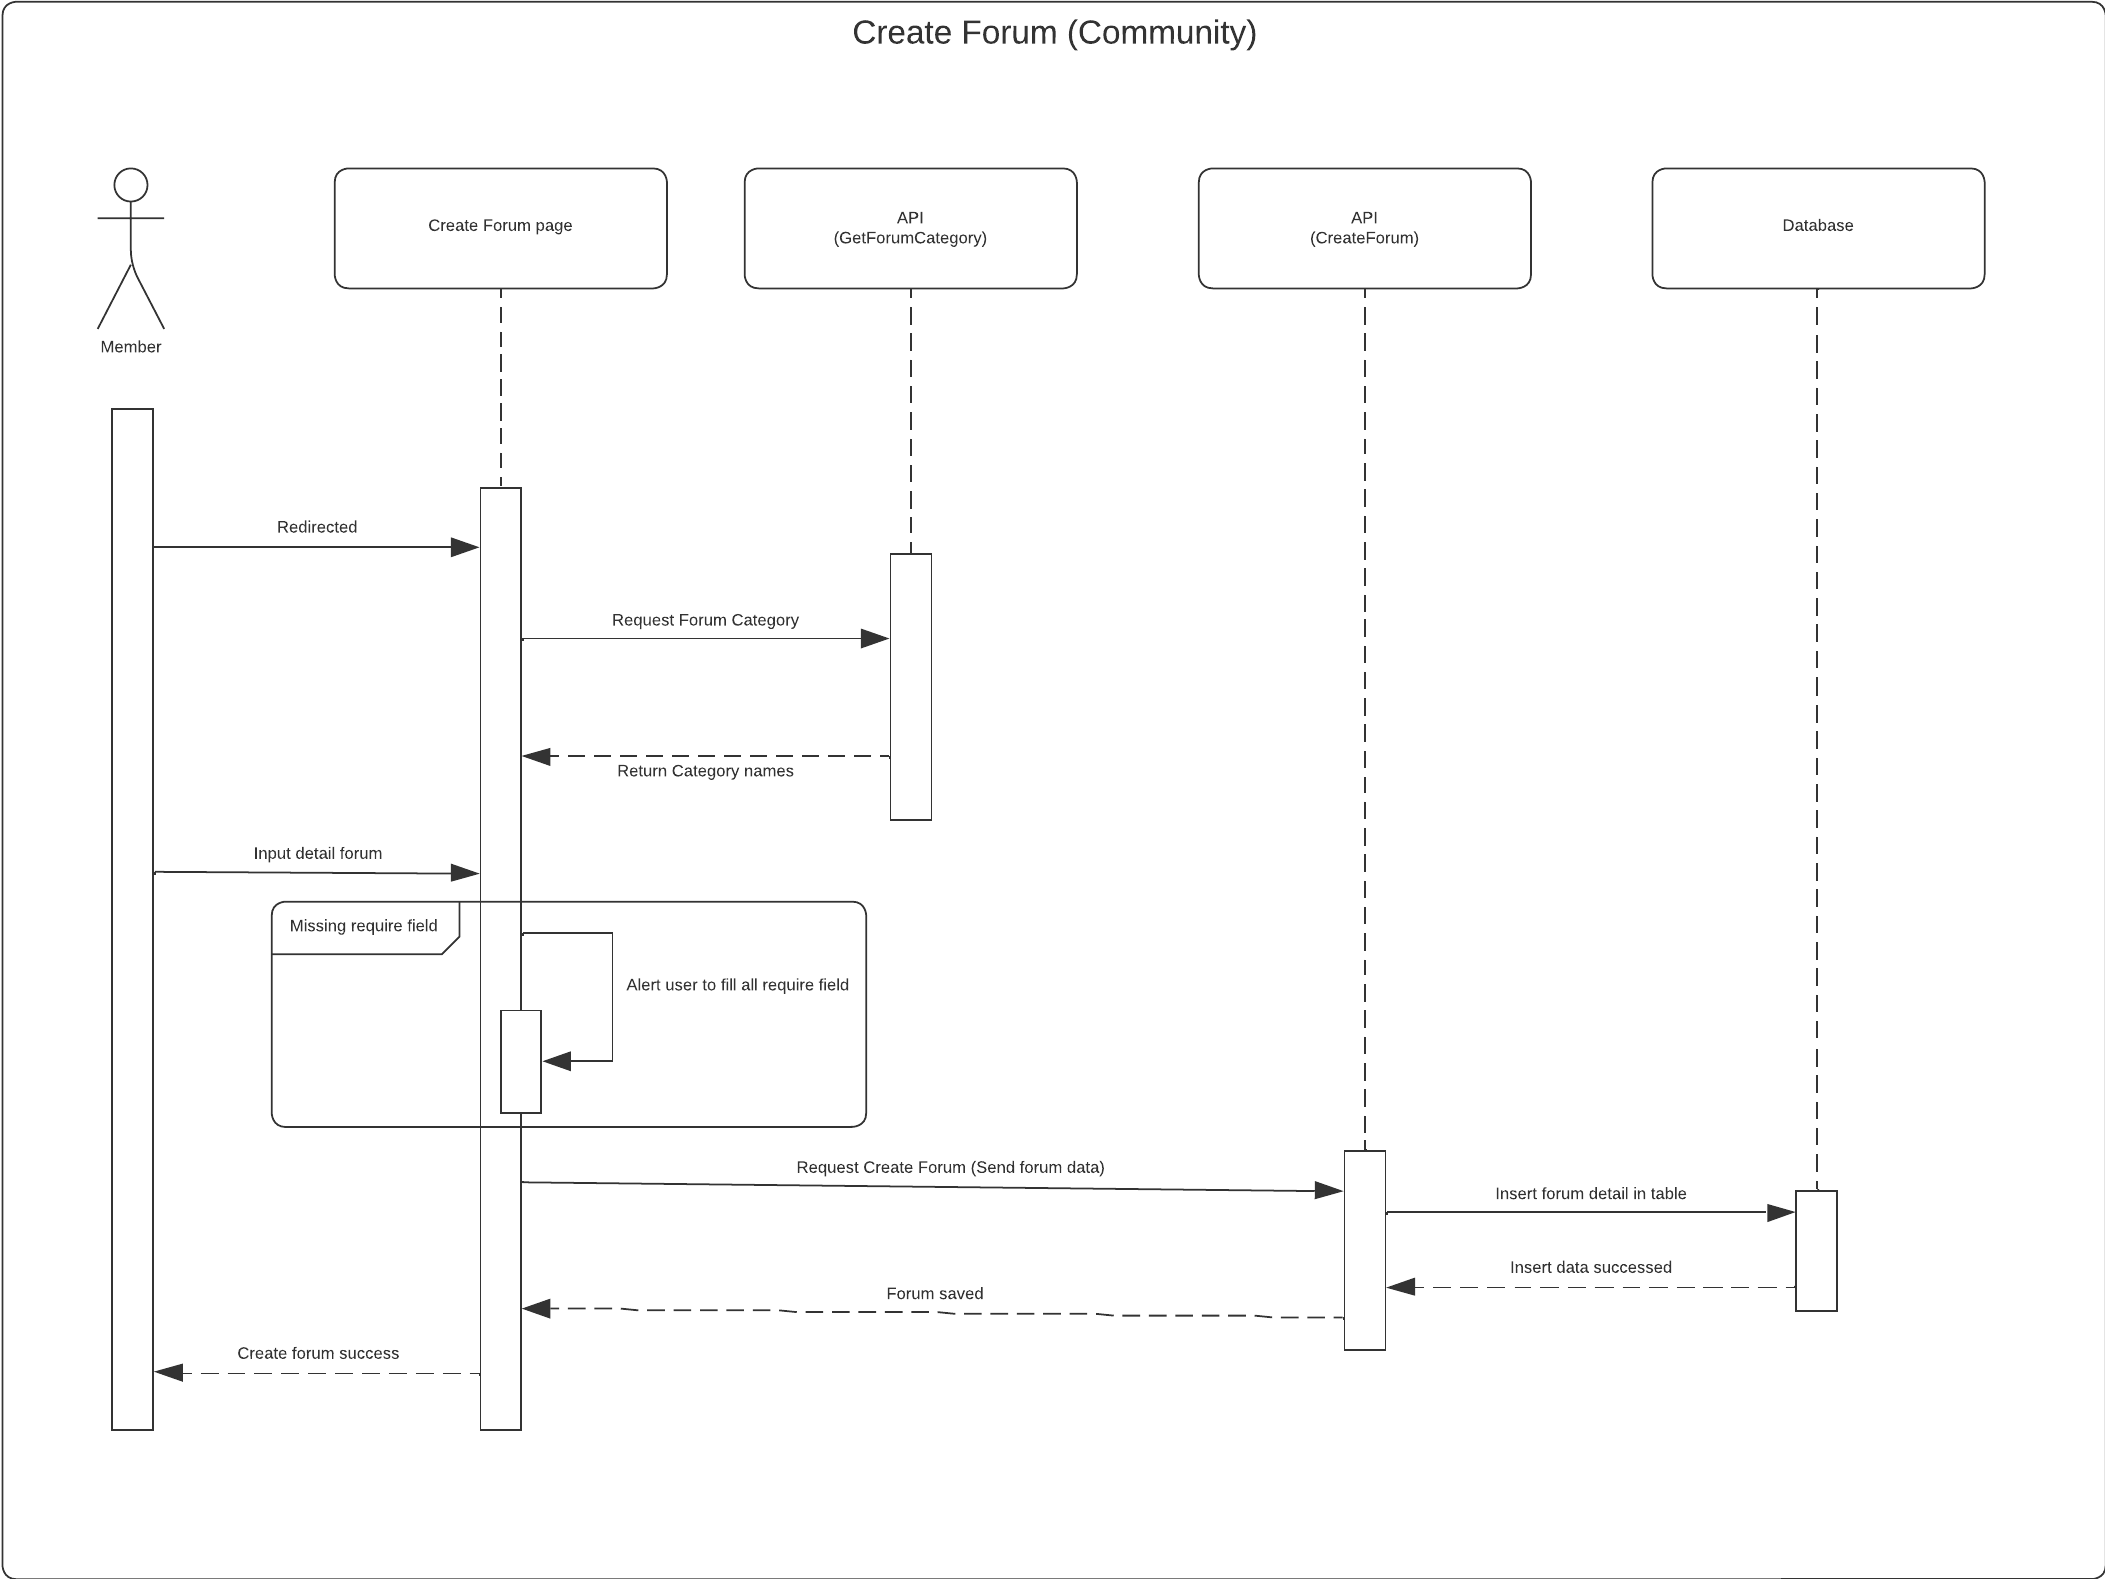 Create Forum (Community)
Member
Create Forum page
API
(GetForumCategory)
API
(CreateForum)
Database
Redirected
Request Forum Category
Return Category names
Input detail forum
Missing require field
Alert user to fill all require field
Request Create Forum (Send forum data)
Insert forum detail in table
Insert data successed
Forum saved
Create forum success